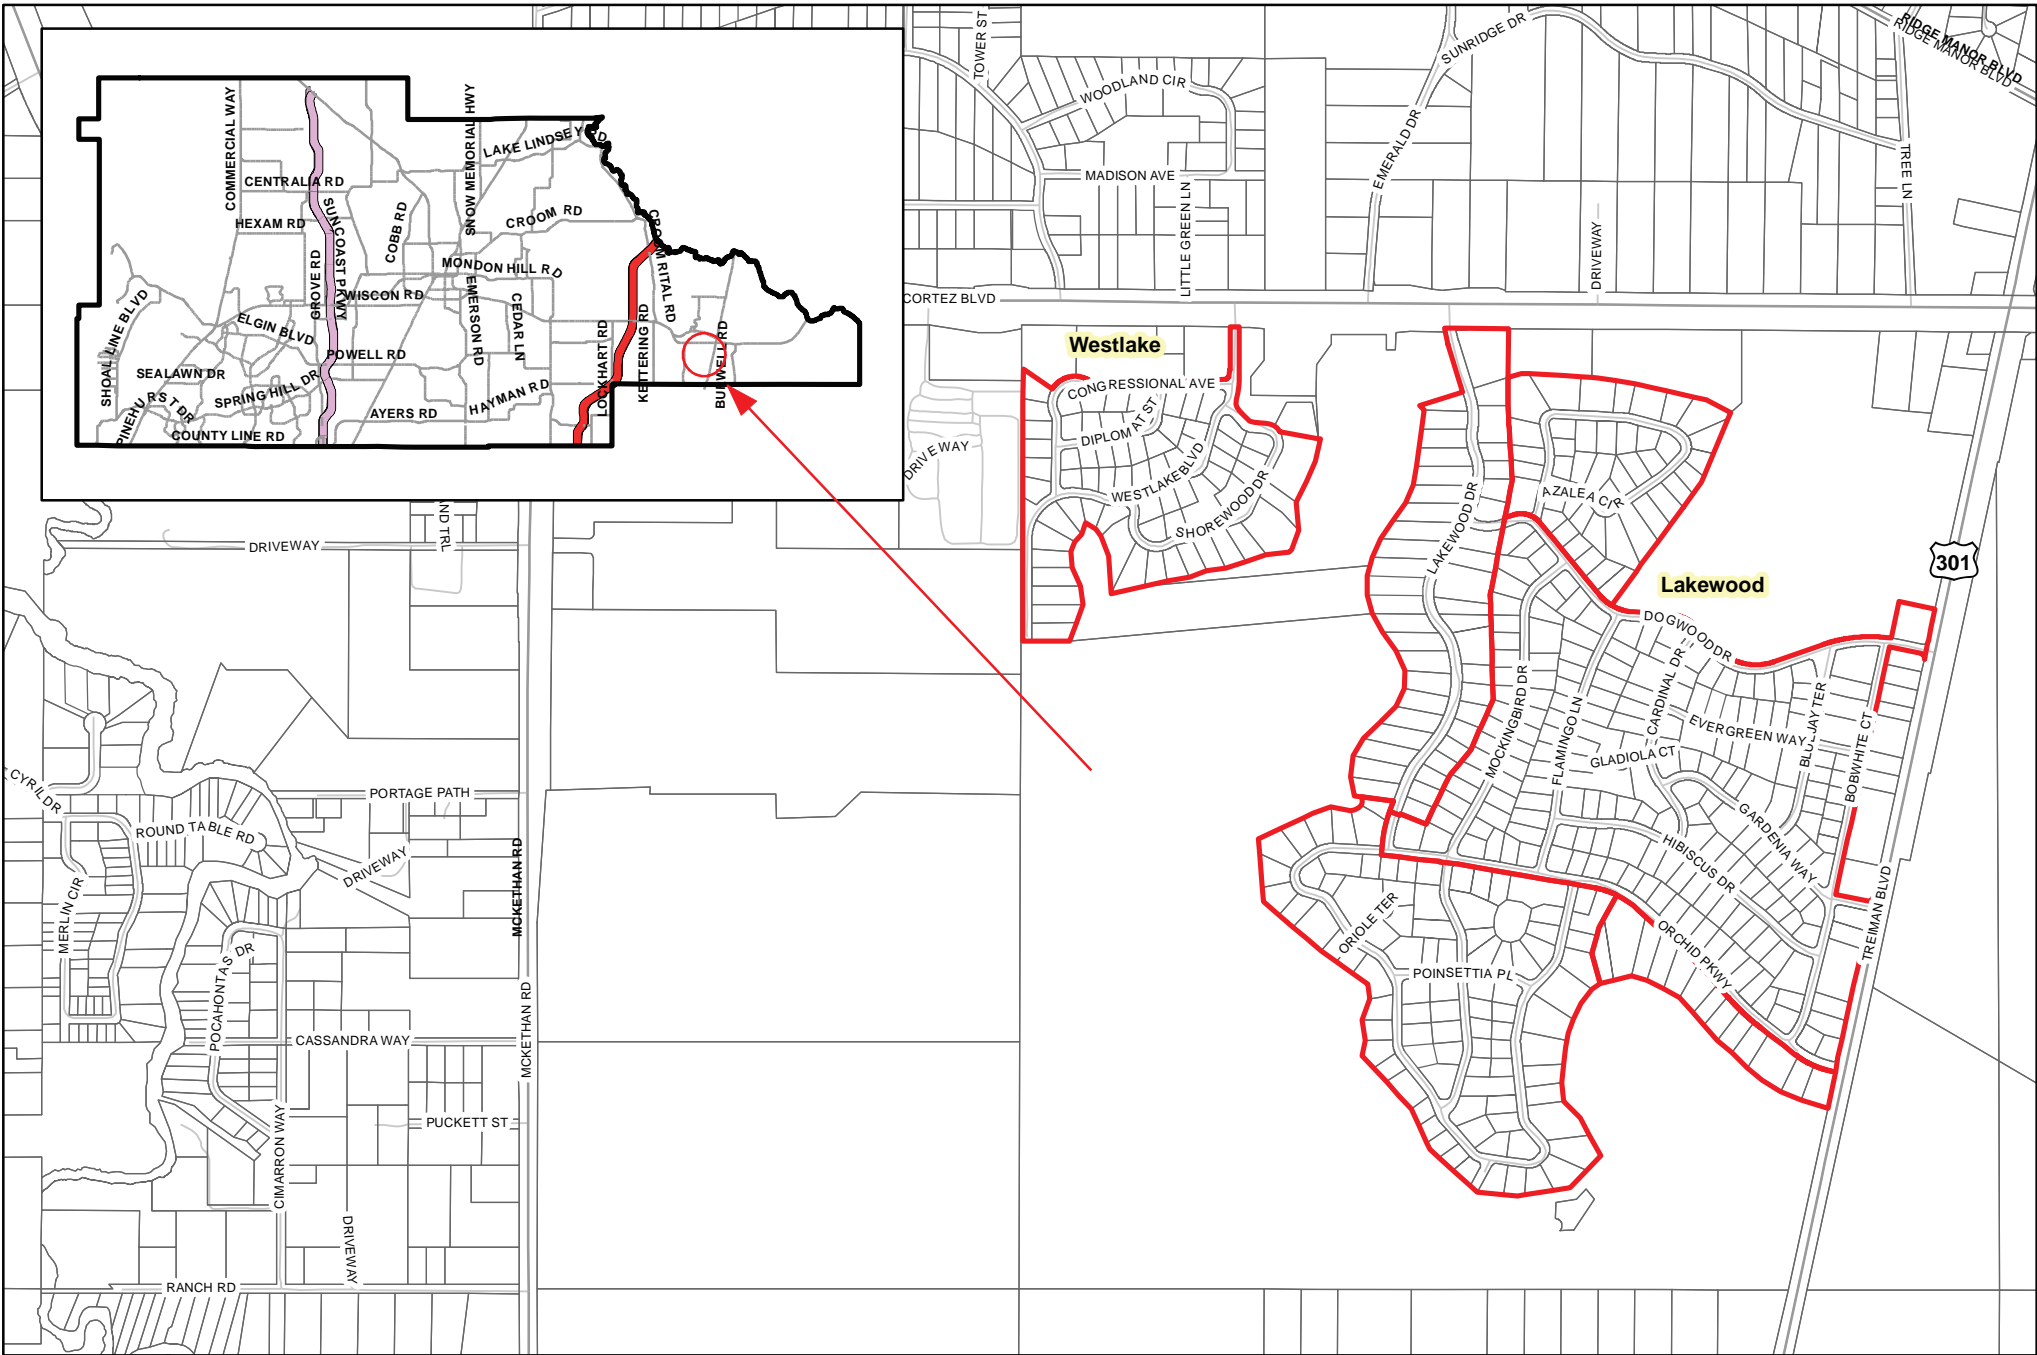 COMMERCIAL WAY
SNOW MEMORIAL HWY
LAKE LINDSEY RD
CENTRALIA RD
HEXAM RD
SUNCOAST PKWY
COBB RD
CROOM RD
CROOM RITAL RD
GROVE RD
MONDON HILL RD
WISCON RD
EMERSON RD
CEDAR LN
SHOAL LINE BLVD
ELGIN BLVD
POWELL RD
LOCKHART RD
KETTERING RD
BURWELL RD
SEALAWN DR
SPRING HILL DR
PINEHURST DR
AYERS RD
HAYMAN RD
COUNTY LINE RD
TOWER ST
SUNRIDGE DR
RIDGE MANOR BLVD
RIDGE MANOR BLVD
WOODLAND CIR
EMERALD DR
MADISON AVE
TREE LN
LITTLE GREEN LN
DRIVEWAY
CORTEZ BLVD
Westlake
CONGRESSIONAL AVE
DIPLOMAT ST
DRIVEWAY
WESTLAKE BLVD
SHOREWOOD DR
LAKEWOOD DR
AZALEA CIR
ND TRL
DRIVEWAY
301
Lakewood
DOGWOOD DR
CARDINAL DR
MOCKINGBIRD DR
FLAMINGO LN
BLUEJAY TER
EVERGREEN WAY
BOBWHITE CT
GLADIOLA CT
CYRIL DR
PORTAGE PATH
ROUND TABLE RD
DRIVEWAY
MCKETHAN RD
GARDENIA WAY
HIBISCUS DR
MERLIN CIR
ORIOLE TER
TREIMAN BLVD
ORCHID PKWY
POCAHONTAS DR
POINSETTIA PL
CASSANDRA WAY
MCKETHAN RD
PUCKETT ST
CIMARRON WAY
DRIVEWAY
RANCH RD